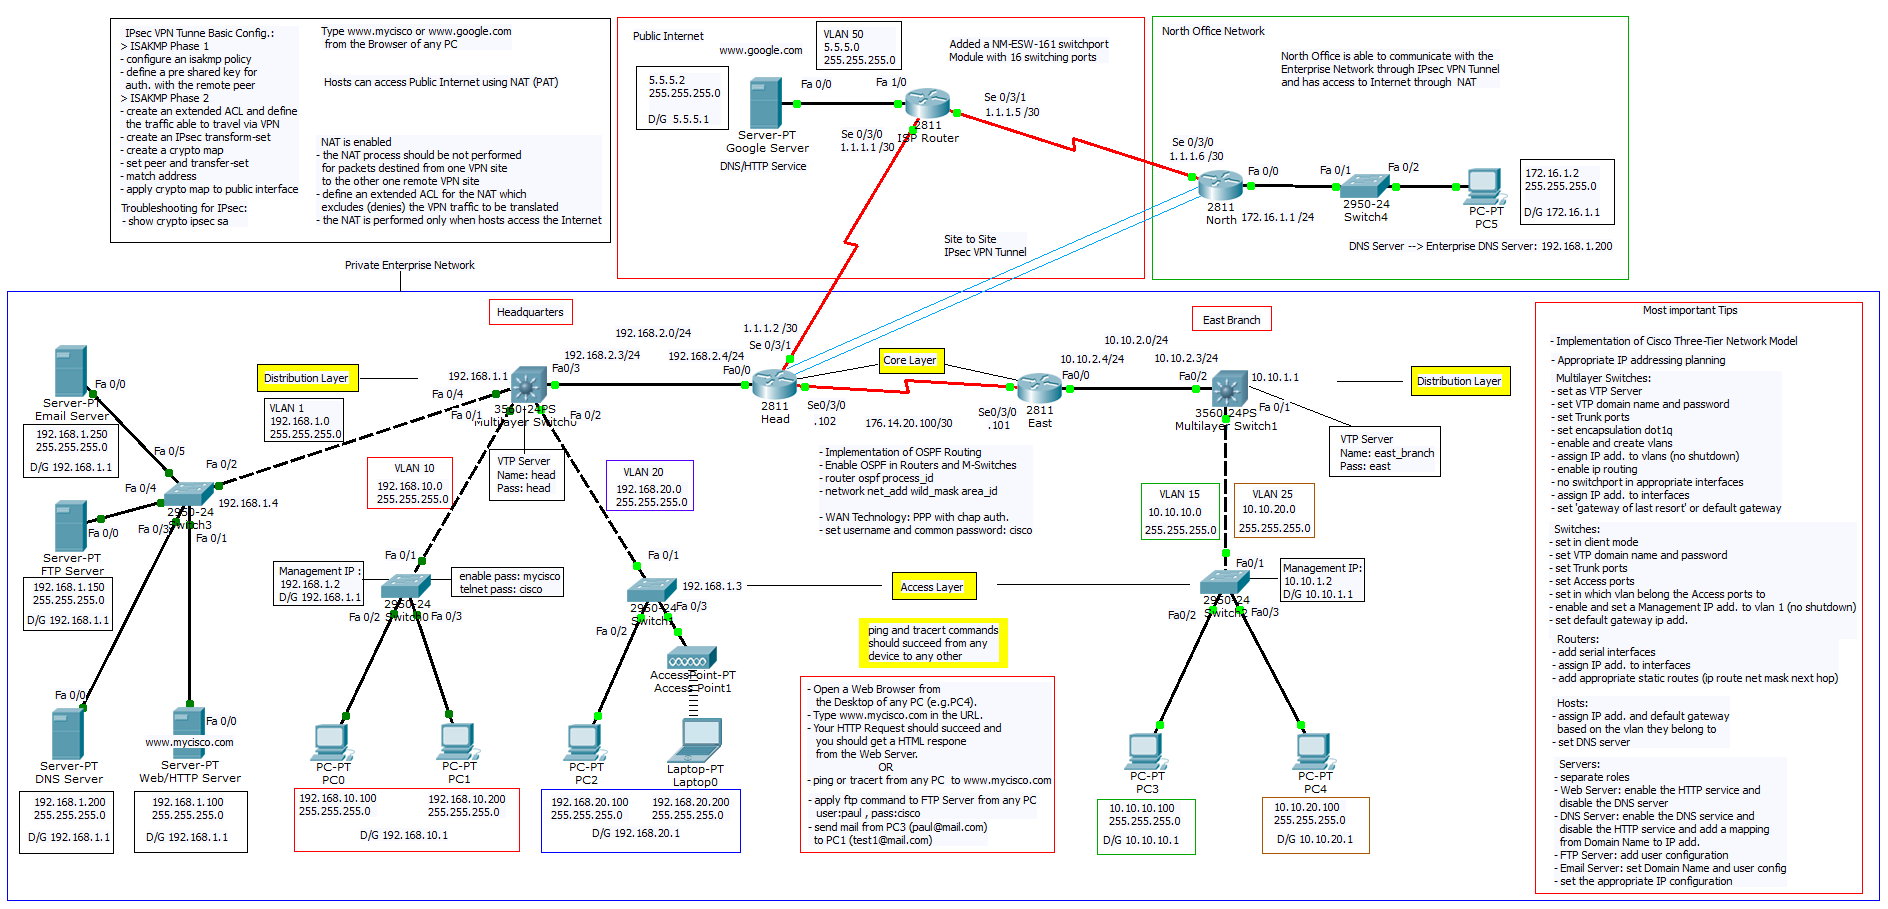 IPsec VPN Tunne Basic Config.:
> ISAKMP Phase 1
- configure an isakmp policy
- define a pre shared key for
auth. with the remote peer
> ISAKMP Phase 2
- create an extended ACL and define
the traffic able to travel via VPN
- create an IPsec transform-set
- create a crypto map
- set peer and transfer-set
- match address
- apply crypto map to public interface
Troubleshooting for IPsec:
- show crypto ipsec sa
Type www.mycisco or www.google.com
from the Browser of any PC
Hosts can access Public Internet using NAT (PAT)
NAT is enabled
- the NAT process should be not performed
for packets destined from one VPN site
to the other one remote VPN site
- define an extended ACL for the NAT which
excludes (denies) the VPN traffic to be translated
- the NAT is performed only when hosts access the Internet
Public Internet
www.google.com
VLAN 50
5.5.5.0
255.255.255.0
Added a NM-ESW-161 switchport
Module with 16 switching ports
5.5.5.2
255.255.255.0
D/G 5.5.5.1
Fa 0/0
Fa 1/0
Server-PT
Google Server
DNS/HTTP Service
Se 0/3/1
1.1.1.5 /30
2811
ISP Router
Se 0/3/0
1.1.1.1 /30
Site to Site
IPsec VPN Tunnel
North Office Network
North Office is able to communicate with the
Enterprise Network through IPsec VPN Tunnel
and has access to Internet through NAT
Se 0/3/0
1.1.1.6 /30
Fa 0/0
Fa 0/1
Fa 0/2
2811
North
172.16.1.1 /24
2950-24
Switch4
PC-PT
PC5
172.16.1.2
255.255.255.0
D/G 172.16.1.1
DNS Server --> Enterprise DNS Server: 192.168.1.200
Private Enterprise Network
Headquarters
192.168.2.0/24
1.1.1.2 /30
Se 0/3/1
192.168.2.3/24
Fa0/3
192.168.2.4/24
Fa0/0
Distribution Layer
192.168.1.1
Fa 0/4
Fa 0/1
Fa 0/2
3560-24PS
Multilayer Switch0
VLAN 1
192.168.1.0
255.255.255.0
VTP Server
Name: head
Pass: head
2811
Head
Core Layer
Se0/3/0
.102
176.14.20.100/30
Se0/3/0
.101
2811
East
East Branch
10.10.2.0/24
10.10.2.4/24
Fa0/0
10.10.2.3/24
Fa0/2
10.10.1.1
Fa 0/1
3560-24PS
Multilayer Switch1
Distribution Layer
VTP Server
Name: east_branch
Pass: east
- Implementation of OSPF Routing
- Enable OSPF in Routers and M-Switches
- router ospf process_id
- network net_add wild_mask area_id
- WAN Technology: PPP with chap auth.
- set username and common password: cisco
Fa 0/0
Server-PT
Email Server
192.168.1.250
255.255.255.0
D/G 192.168.1.1
Fa 0/5
Fa 0/2
Fa 0/4
192.168.1.4
2950-24
Switch3
Fa 0/3
Fa 0/1
Fa 0/0
Server-PT
FTP Server
192.168.1.150
255.255.255.0
D/G 192.168.1.1
Fa 0/0
Server-PT
DNS Server
192.168.1.200
255.255.255.0
D/G 192.168.1.1
Fa 0/0
www.mycisco.com
Server-PT
Web/HTTP Server
192.168.1.100
255.255.255.0
D/G 192.168.1.1
VLAN 10
192.168.10.0
255.255.255.0
VLAN 20
192.168.20.0
255.255.255.0
Fa 0/1
Management IP :
192.168.1.2
D/G 192.168.1.1
enable pass: mycisco
telnet pass: cisco
2950-24
Switch0
Fa 0/2
Fa 0/3
PC-PT
PC0
PC-PT
PC1
192.168.10.100
255.255.255.0
192.168.10.200
255.255.255.0
D/G 192.168.10.1
Fa 0/1
192.168.1.3
2950-24
Switch1
Fa 0/3
Fa 0/2
AccessPoint-PT
Access Point1
PC-PT
PC2
Laptop-PT
Laptop0
192.168.20.100
255.255.255.0
192.168.20.200
255.255.255.0
D/G 192.168.20.1
Access Layer
ping and tracert commands
should succeed from any
device to any other
- Open a Web Browser from
the Desktop of any PC (e.g.PC4).
- Type www.mycisco.com in the URL.
- Your HTTP Request should succeed and
you should get a HTML respone
from the Web Server.
OR
- ping or tracert from any PC to www.mycisco.com
- apply ftp command to FTP Server from any PC
user:paul , pass:cisco
- send mail from PC3 (paul@mail.com)
to PC1 (test1@mail.com)
VLAN 15
10.10.10.0
255.255.255.0
VLAN 25
10.10.20.0
255.255.255.0
Fa0/1
Management IP:
10.10.1.2
D/G 10.10.1.1
2950-24
Switch2
Fa0/2
Fa0/3
PC-PT
PC3
PC-PT
PC4
10.10.10.100
255.255.255.0
D/G 10.10.10.1
10.10.20.100
255.255.255.0
D/G 10.10.20.1
Most important Tips
- Implementation of Cisco Three-Tier Network Model
- Appropriate IP addressing planning
Multilayer Switches:
- set as VTP Server
- set VTP domain name and password
- set Trunk ports
- set encapsulation dot1q
- enable and create vlans
- assign IP add. to vlans (no shutdown)
- enable ip routing
- no switchport in appropriate interfaces
- assign IP add. to interfaces
- set 'gateway of last resort' or default gateway
Switches:
- set in client mode
- set VTP domain name and password
- set Trunk ports
- set Access ports
- set in which vlan belong the Access ports to
- enable and set a Management IP add. to vlan 1 (no shutdown)
- set default gateway ip add.
Routers:
- add serial interfaces
- assign IP add. to interfaces
- add appropriate static routes (ip route net mask next hop)
Hosts:
- assign IP add. and default gateway
based on the vlan they belong to
- set DNS server
Servers:
- separate roles
- Web Server: enable the HTTP service and
disable the DNS server
- DNS Server: enable the DNS service and
disable the HTTP service and add a mapping
from Domain Name to IP add.
- FTP Server: add user configuration
- Email Server: set Domain Name and user config
- set the appropriate IP configuration